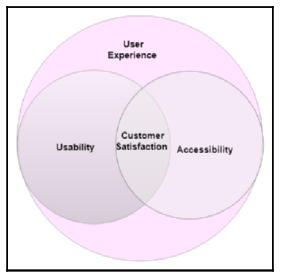 User
Experience
Usability
Customer
Satisfaction
Accessibility